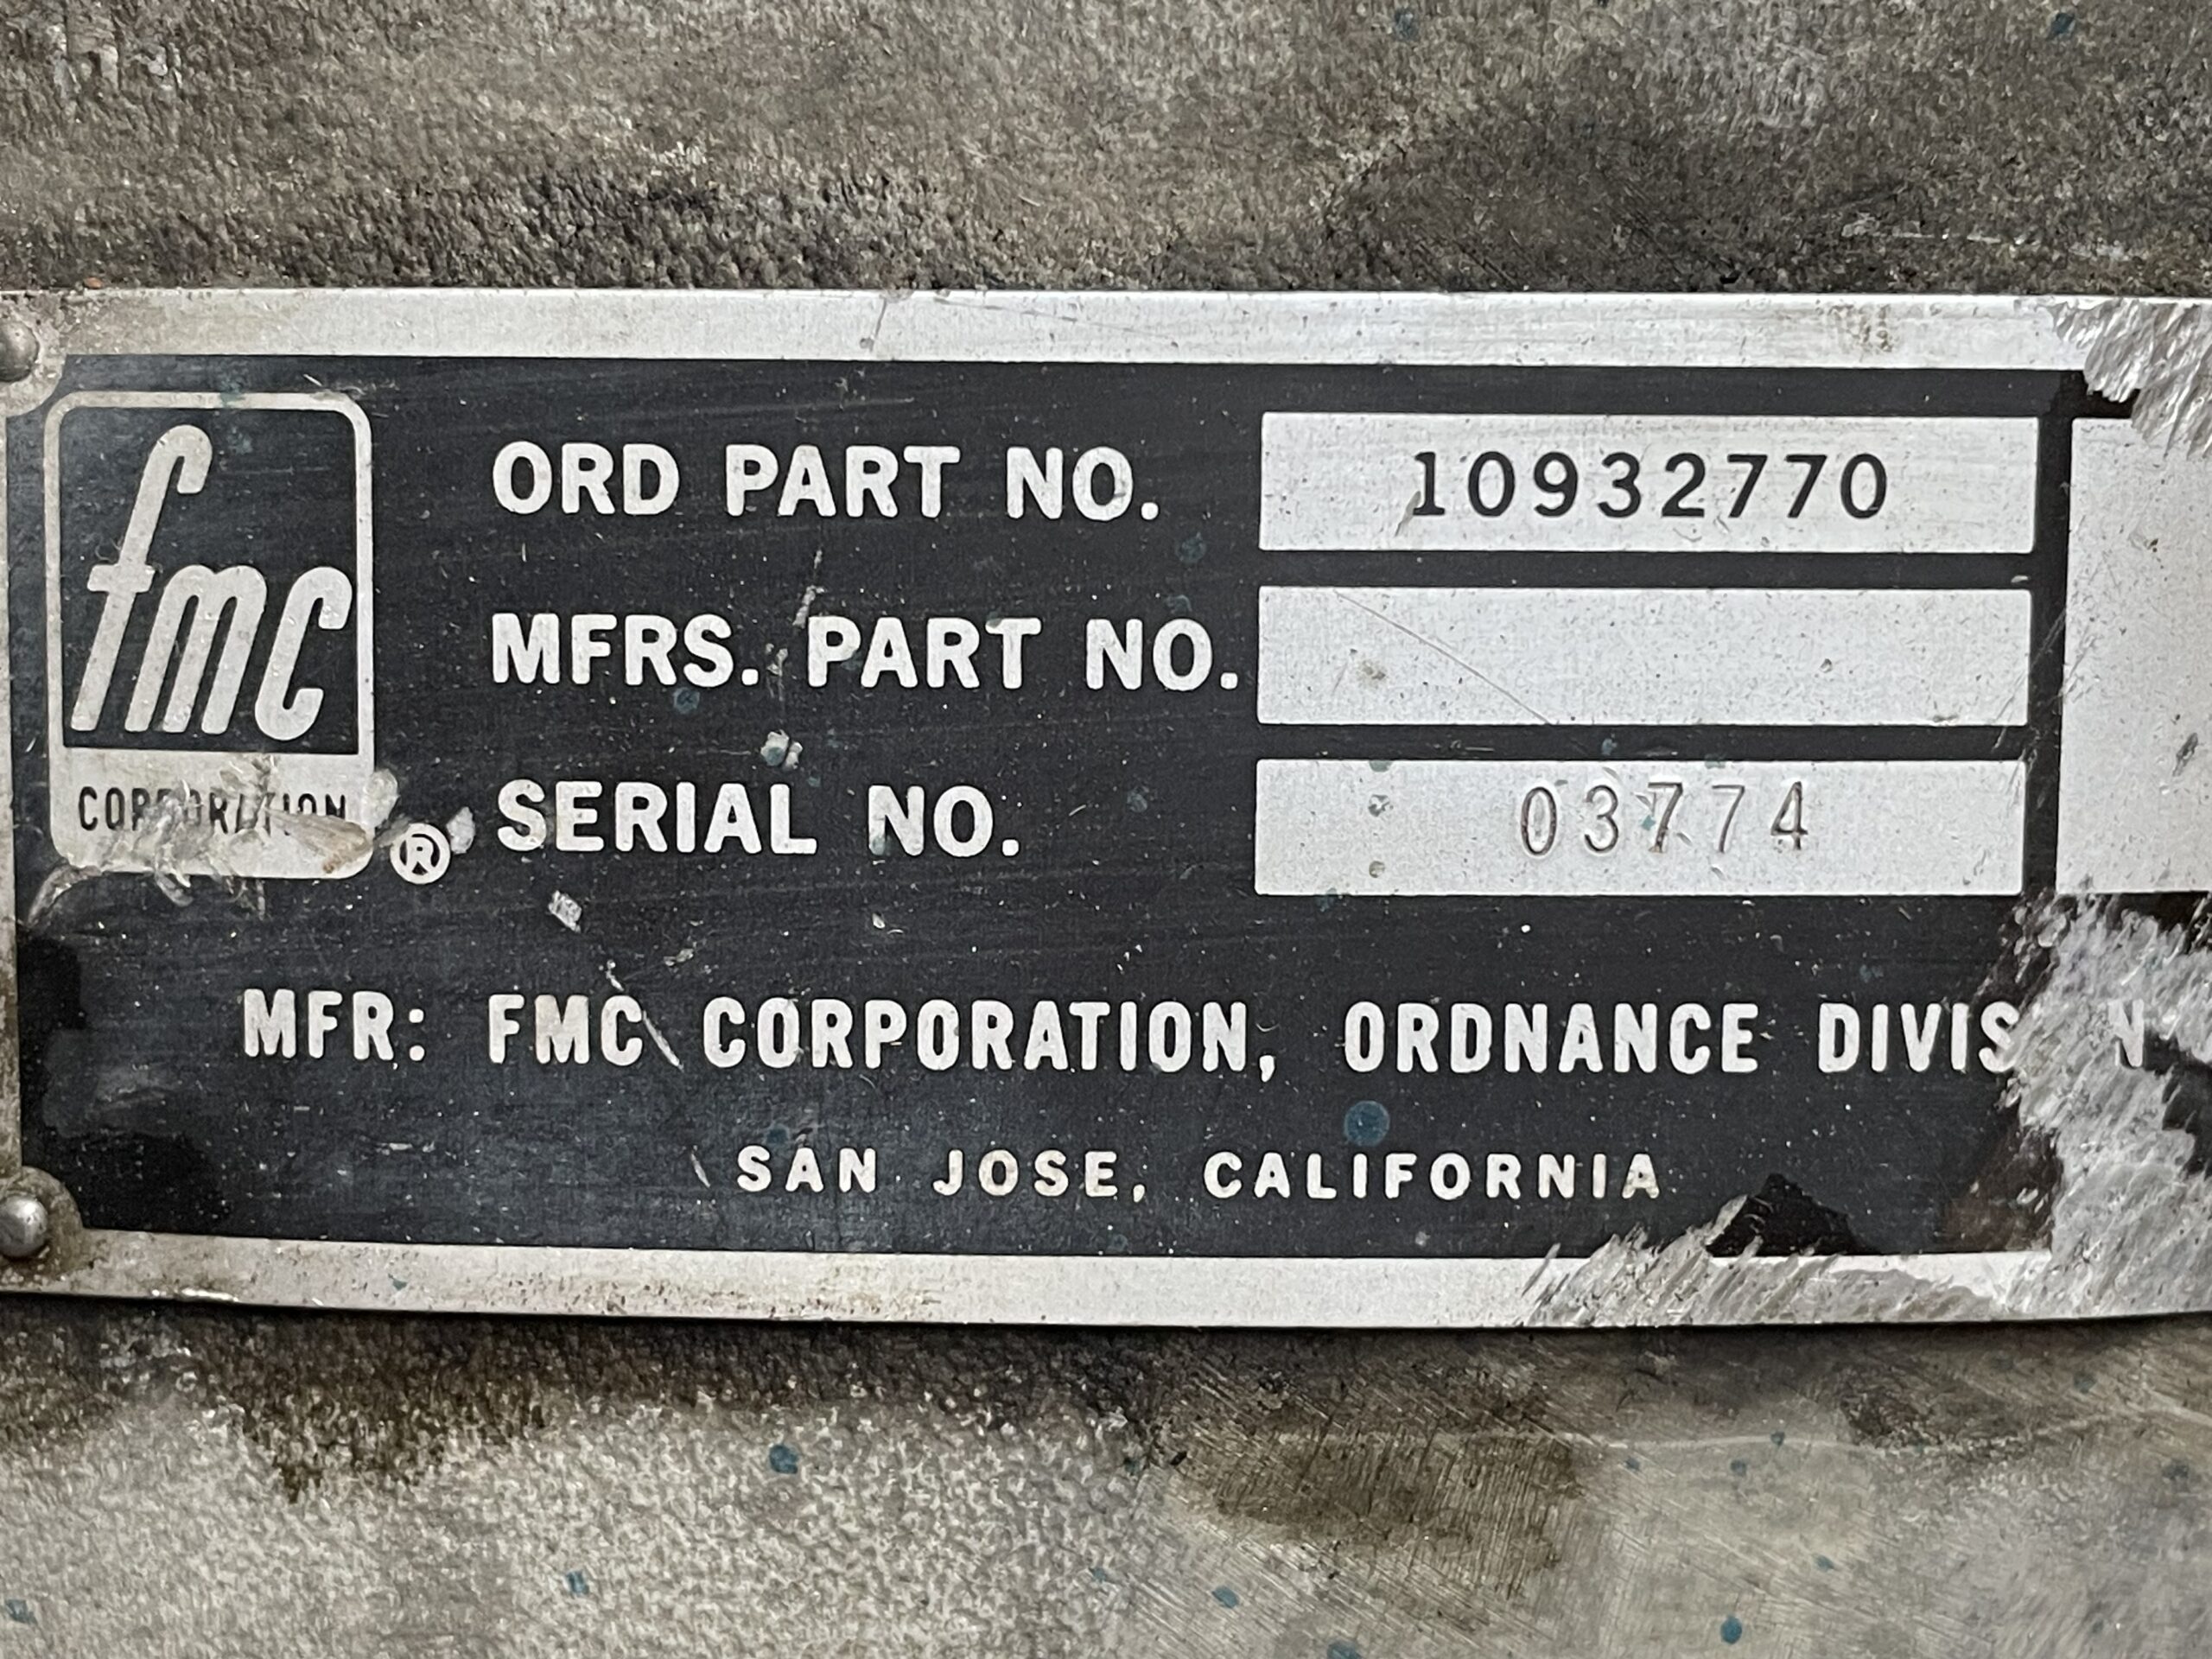 fmc
CORPORATION
®
ORD PART NO. 10932770
MFRS. PART NO.
SERIAL NO. 03774
MFR: FMC CORPORATION, ORDNANCE
SAN JOSE, CALIFORNIA